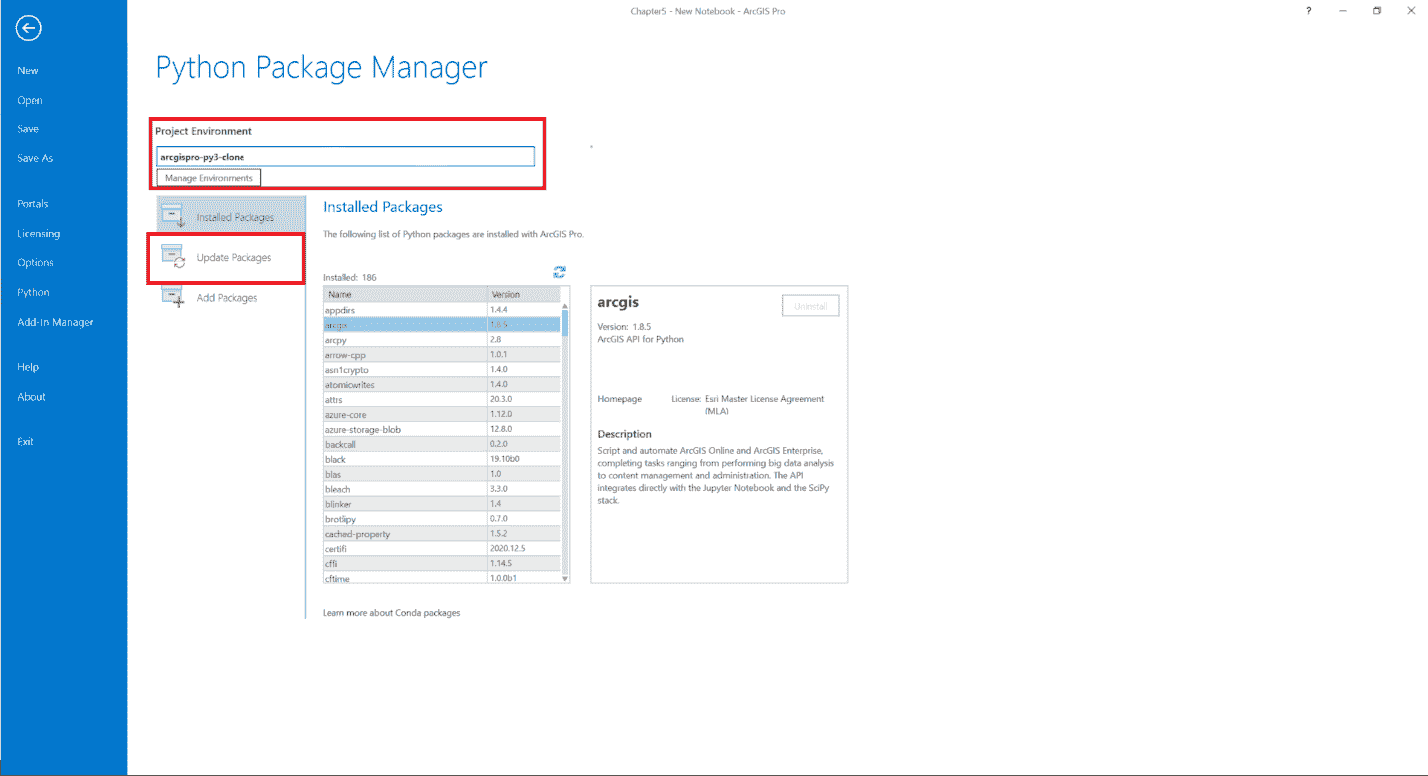 Chapter5 - New Notebook - ArcGIS Pro
?
New
Open
Save
Save As
Portals
Licensing
Options
Python
Add-In Manager
Help
About
Exit
Python Package Manager
Project Environment
arcgispro-py3-clone
Manage Environments
Installed Packages
Update Packages
Add Packages
Installed Packages
The following list of Python packages are installed with ArcGIS Pro.
Installed: 186
Name Version
appdirs 1.4.4
arcgis 1.8.5
arcpy 2.8
arrow-cpp 1.0.1
asn1crypto 1.4.0
atomicwrites 1.4.0
attrs 20.3.0
azure-core 1.12.0
azure-storage-blob 12.8.0
backcall 0.2.0
black 19.10b0
blas 1.0
bleach 3.3.0
blinker 1.4
brotlipy 0.7.0
cached-property 1.5.2
certifi 2020.12.5
cffi 1.14.5
cftime 1.0.0b1
Learn more about Conda packages
arcgis
Uninstall
Version: 1.8.5
ArcGIS API for Python
Homepage License: Esri Master License Agreement
(MLA)
Description
Script and automate ArcGIS Online and ArcGIS Enterprise,
completing tasks ranging from performing big data analysis
to content management and administration. The API
integrates directly with the Jupyter Notebook and the SciPy
stack.